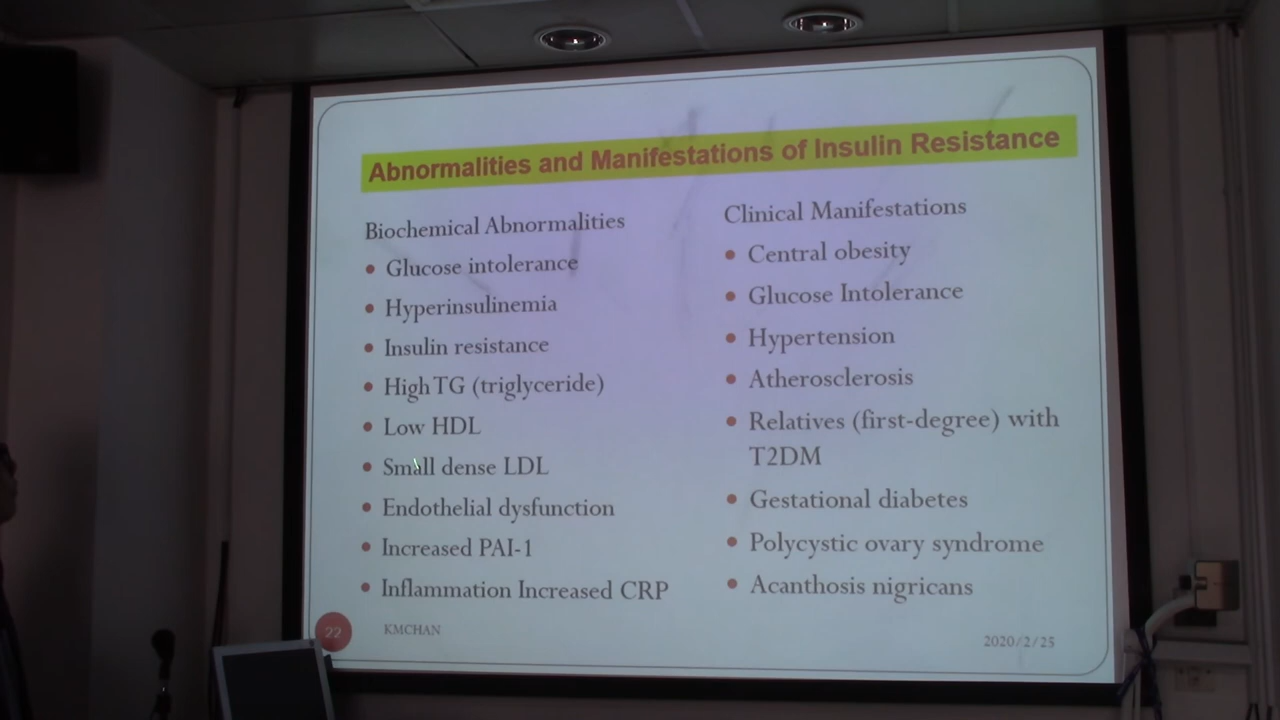 Abnormalities and Manifestations of Insulin Resistance
Biochemical Abnormalities
• Glucose intolerance
• Hyperinsulinemia
• Insulin resistance
• High TG (triglyceride)
• Low HDL
• Small dense LDL
• Endothelial dysfunction
• Increased PAI-1
• Inflammation Increased CRP
Clinical Manifestations
• Central obesity
• Glucose Intolerance
• Hypertension
• Atherosclerosis
• Relatives (first-degree) with
T2DM
• Gestational diabetes
• Polycystic ovary syndrome
• Acanthosis nigricans
22
KMCHAN
2020/2/25